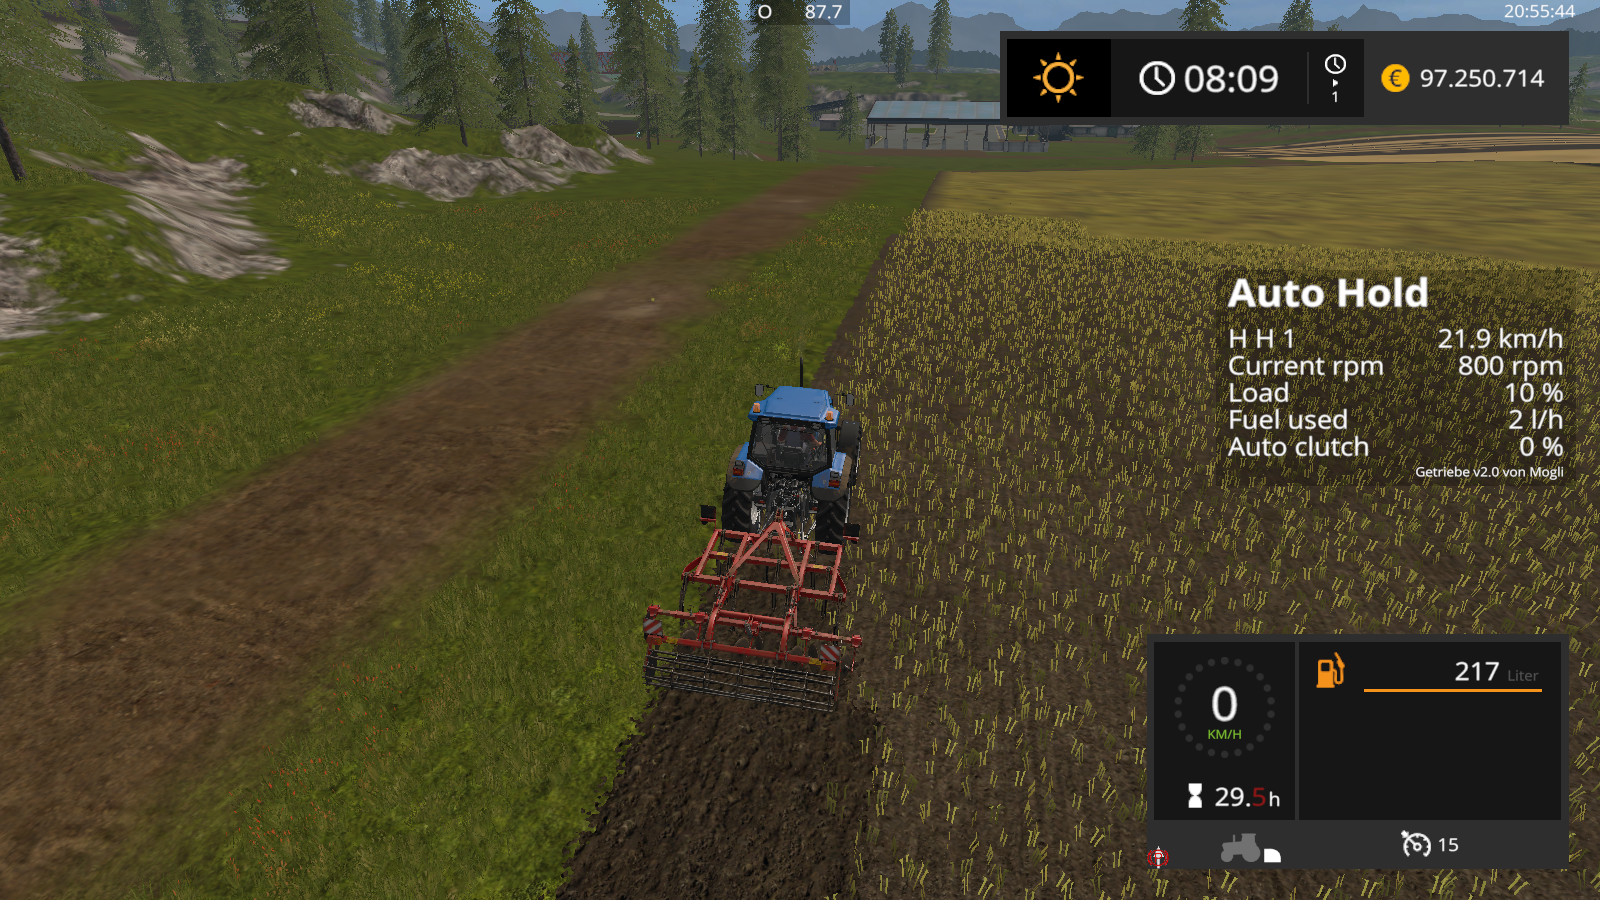 O 87.7
20:55:44
08:09
1
€ 97.250.714
Auto Hold
H H 1 21.9 km/h
Current rpm 800 rpm
Load 10 %
Fuel used 2 l/h
Auto clutch 0 %
Getriebe v2.0 von Mogli
217 Liter
0
KM/H
29.5 h
15